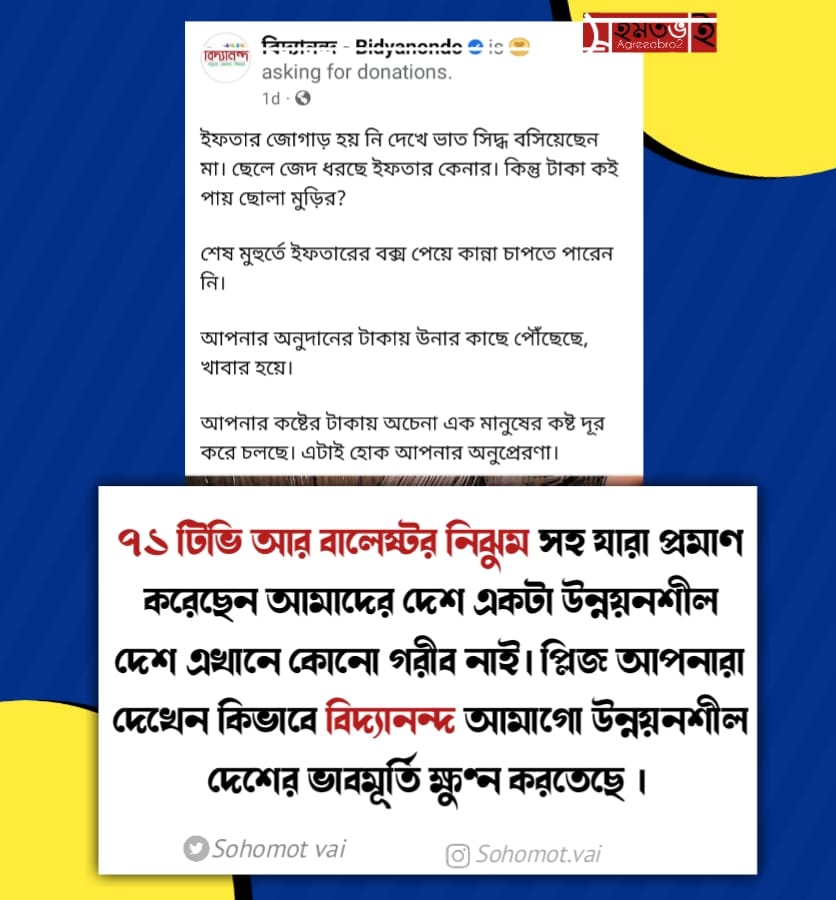 বিদ্যানন্দ
বিদ্যানন্দ - Bidyanondo is
asking for donations.
1d
সহমতভাই
Agreeabro2
ইফতার জোগাড় হয় নি দেখে ভাত সিদ্ধ বসিয়েছেন
মা। ছেলে জেদ ধরছে ইফতার কেনার। কিন্তু টাকা কই
পায় ছোলা মুড়ির?
শেষ মুহুর্তে ইফতারের বক্স পেয়ে কান্না চাপতে পারেন
নি।
আপনার অনুদানের টাকায় উনার কাছে পৌঁছেছে,
খাবার হয়ে।
আপনার কষ্টের টাকায় অচেনা এক মানুষের কষ্ট দূর
করে চলছে। এটাই হোক আপনার অনুপ্রেরণা।
৭১ টিভি আর বালেষ্টর নিঝুম সহ যারা প্রমাণ
করেছেন আমাদের দেশ একটা উন্নয়নশীল
দেশ এখানে কোনো গরীব নাই। প্লিজ আপনারা
দেখেন কিভাবে বিদ্যানন্দ আমাগো উন্নয়নশীল
দেশের ভাবমূর্তি ক্ষুণ্ন করতেছে ।
Sohomot vai
Sohomot.vai